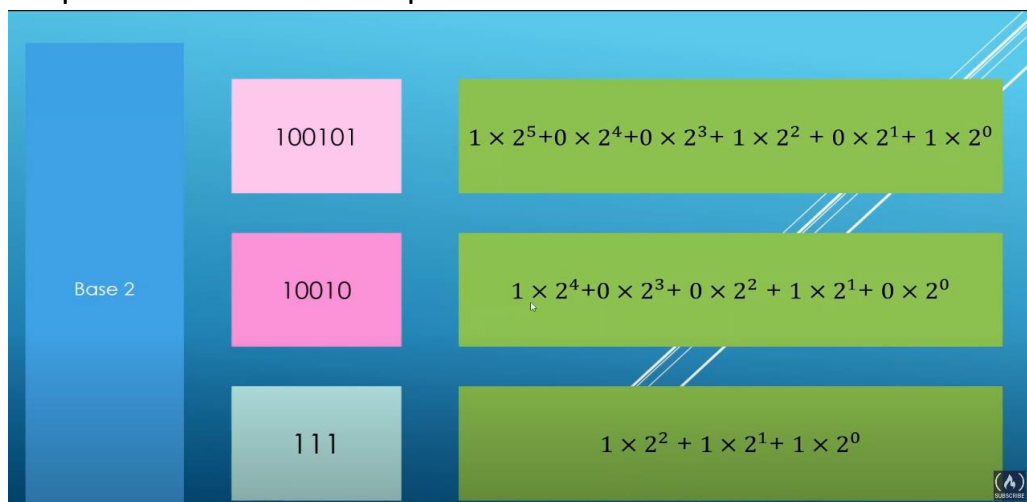 Base 2
100101
1 × 2⁵+0 × 2⁴+0 × 2³+ 1 × 2² + 0 × 2¹+ 1 × 2⁰
10010
1 × 2⁴+0 × 2³+ 0 × 2² + 1 × 2¹+ 0 × 2⁰
111
1 × 2² + 1 × 2¹+ 1 × 2⁰
SUBSCRIBE